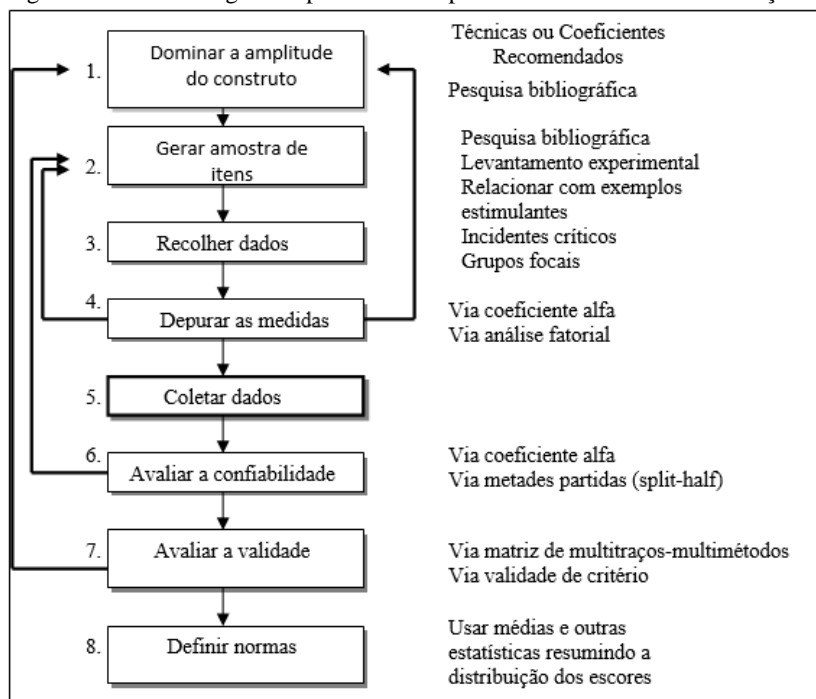 Técnicas ou Coeficientes
Recomendados
1.
Dominar a amplitude
do construto
Pesquisa bibliográfica
2.
Gerar amostra de
itens
Pesquisa bibliográfica
Levantamento experimental
Relacionar com exemplos
estimulantes
Incidentes críticos
Grupos focais
3.
Recolher dados
4.
Depurar as medidas
Via coeficiente alfa
Via análise fatorial
5.
Coletar dados
6.
Avaliar a confiabilidade
Via coeficiente alfa
Via metades partidas (split-half)
7.
Avaliar a validade
Via matriz de multitraços-multimétodos
Via validade de critério
8.
Definir normas
Usar médias e outras
estatísticas resumindo a
distribuição dos escores